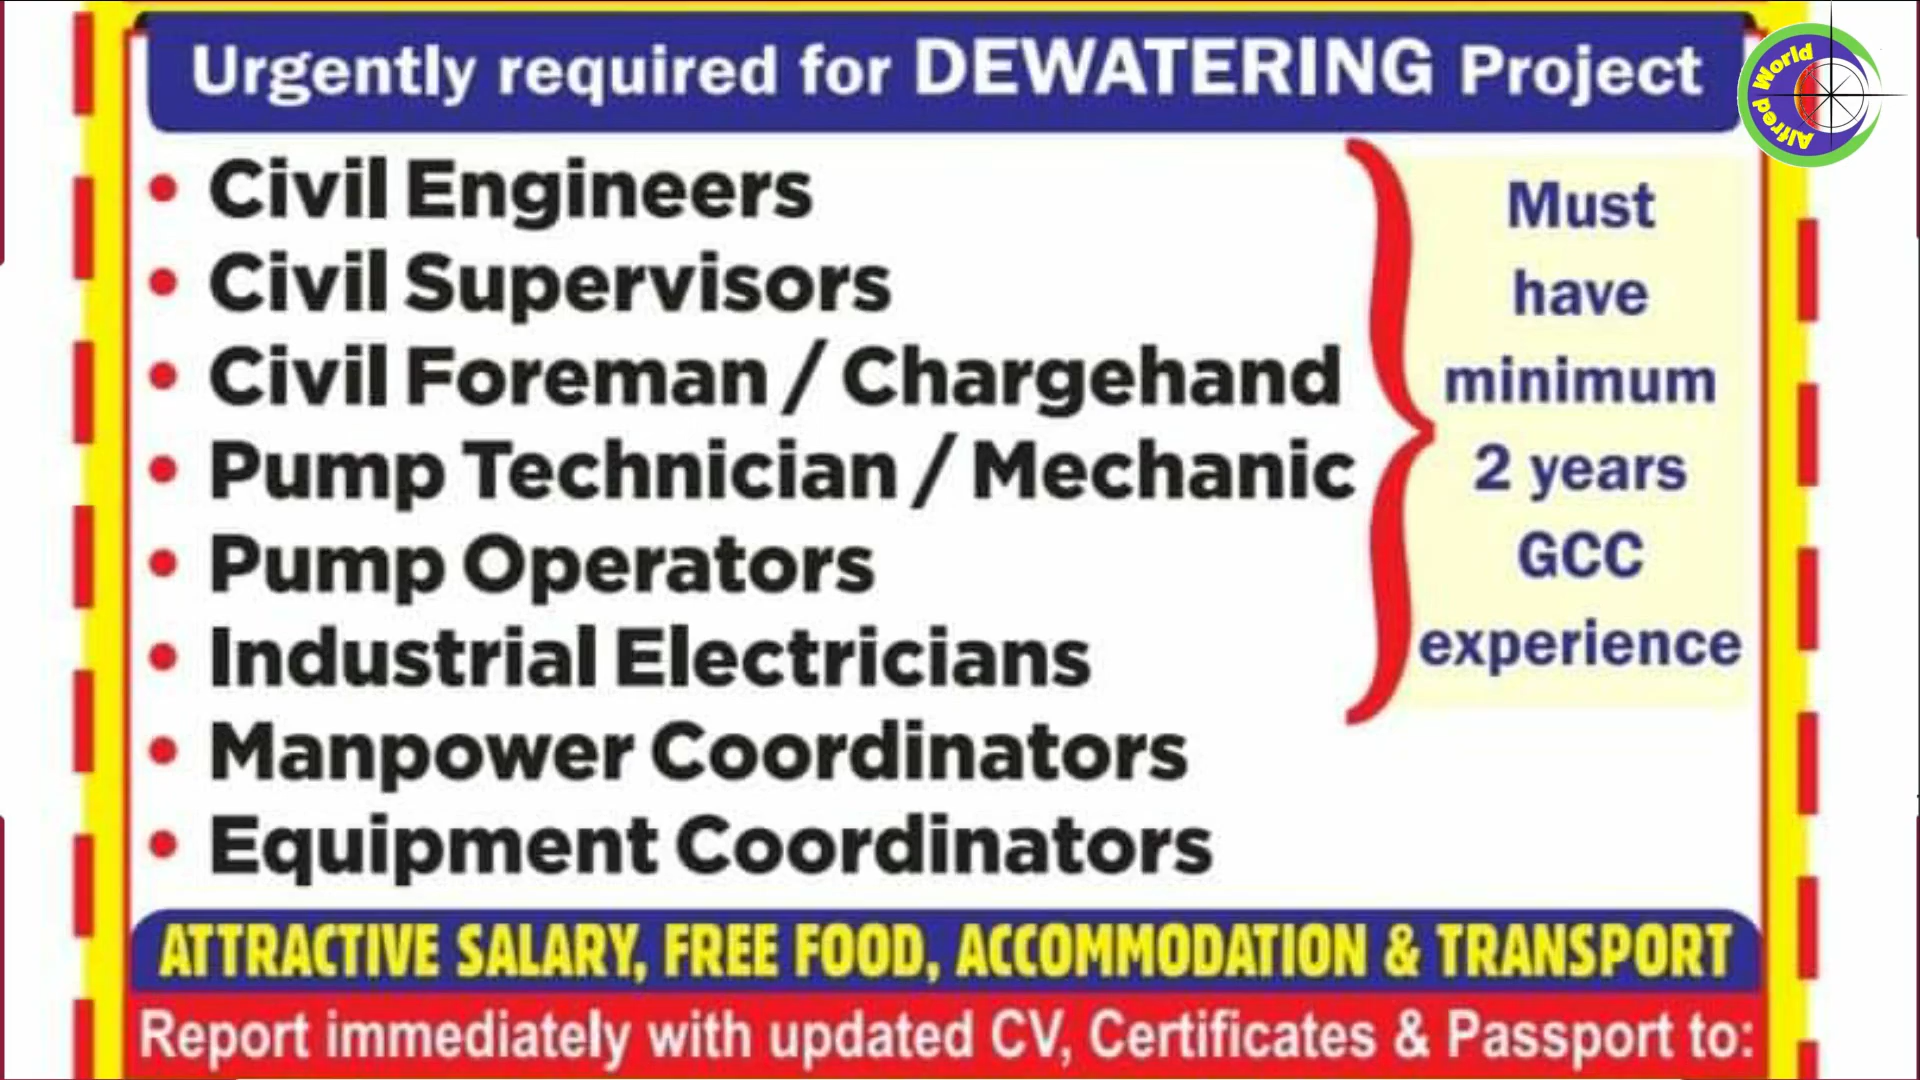 Urgently required for DEWATERING Project
Alfred World
• Civil Engineers
• Civil Supervisors
• Civil Foreman / Chargehand
• Pump Technician / Mechanic
• Pump Operators
• Industrial Electricians
• Manpower Coordinators
• Equipment Coordinators
Must
have
minimum
2 years
GCC
experience
ATTRACTIVE SALARY, FREE FOOD, ACCOMMODATION & TRANSPORT
Report immediately with updated CV, Certificates & Passport to: